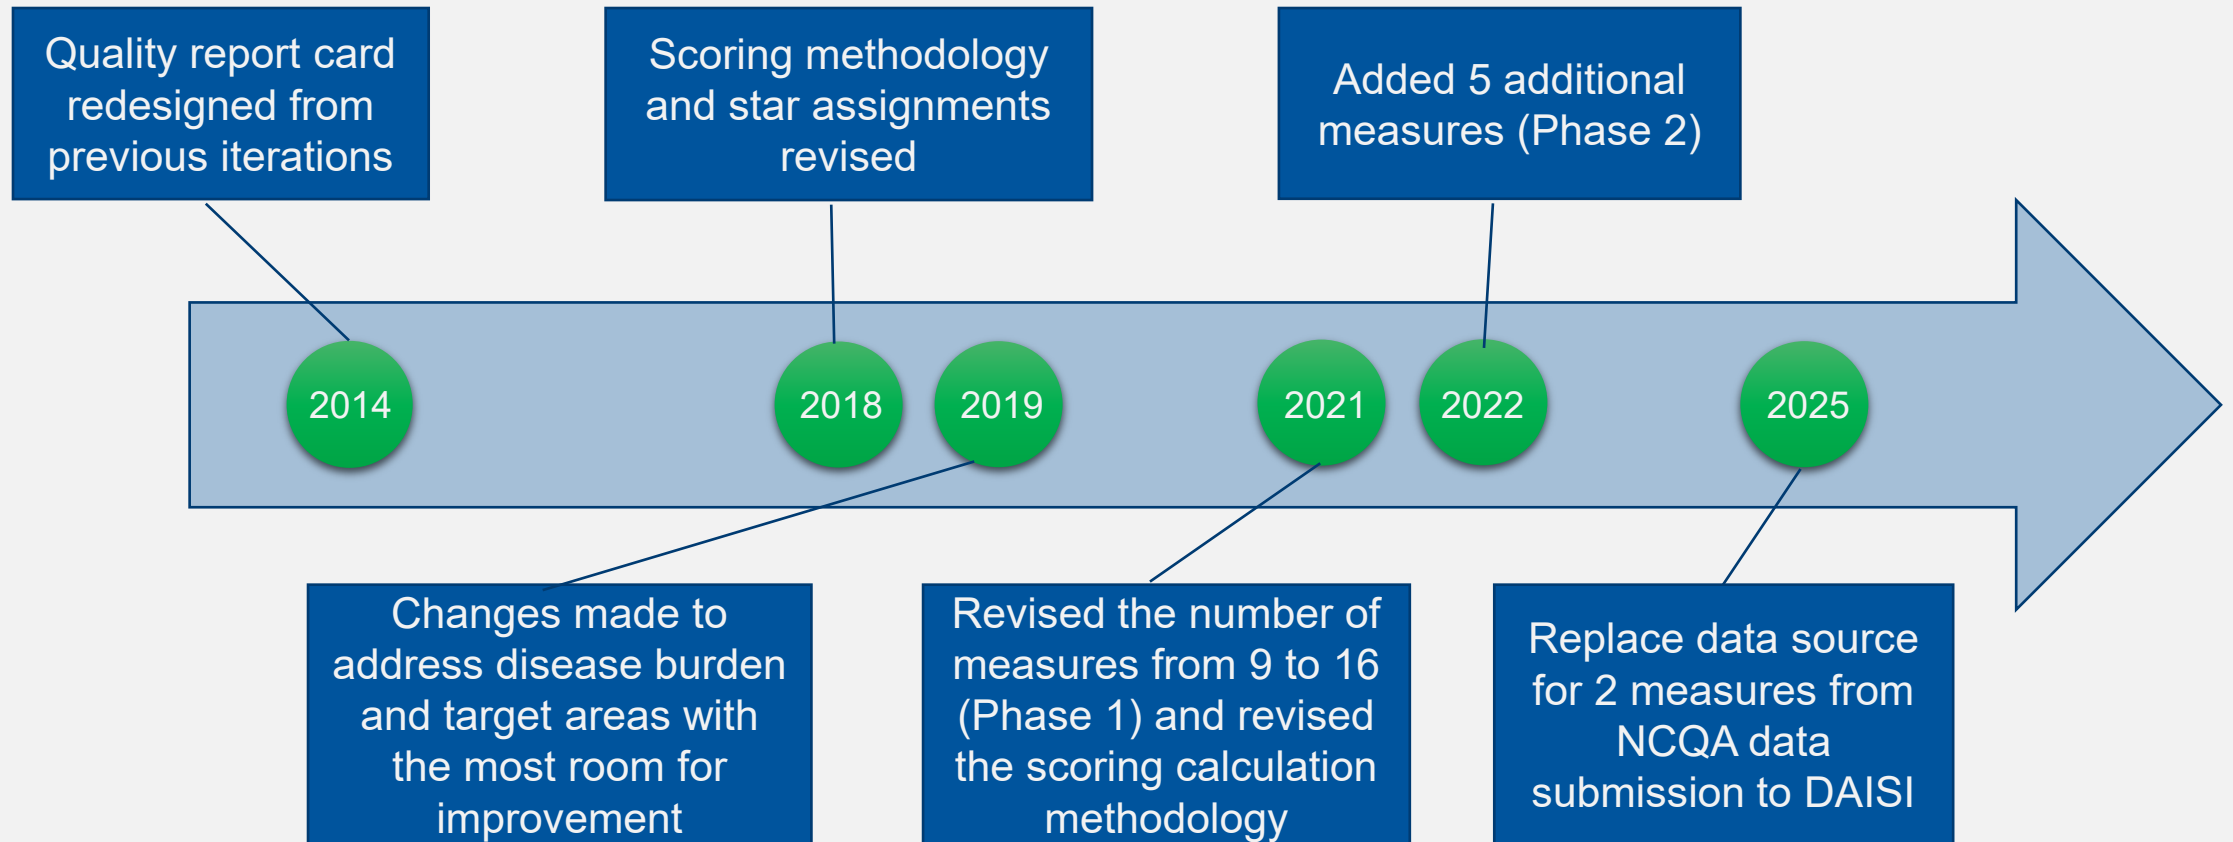 Quality report card
redesigned from
previous iterations
Scoring methodology
and star assignments
revised
Added 5 additional
measures (Phase 2)
2014
2018
2019
2021
2022
2025
Changes made to
address disease burden
and target areas with
the most room for
improvement
Revised the number of
measures from 9 to 16
(Phase 1) and revised
the scoring calculation
methodology
Replace data source
for 2 measures from
NCQA data
submission to DAISI